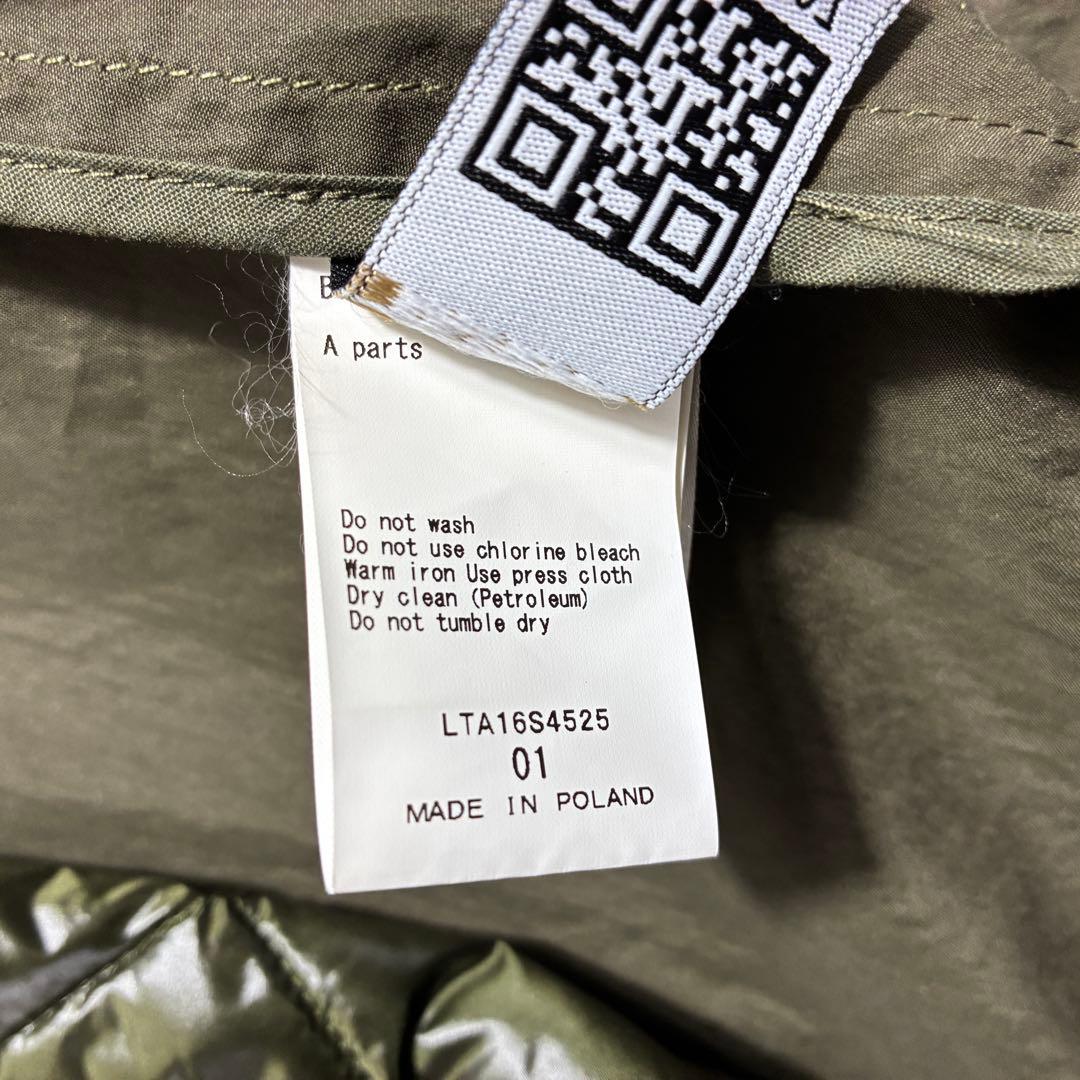 A parts
Do not wash
Do not use chlorine bleach
Warm iron Use press cloth
Dry clean (Petroleum)
Do not tumble dry
LTA16S4525
01
MADE IN POLAND